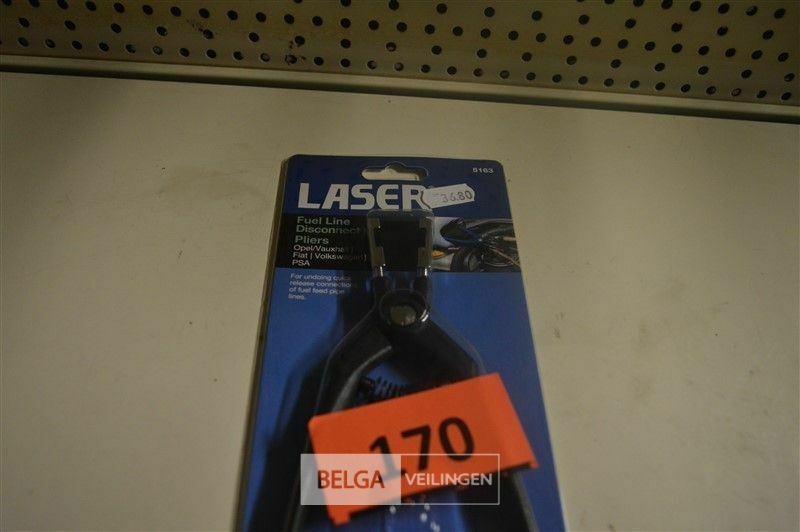 5163
LASER
36.80
Fuel Line
Disconnect
Pliers
Opel/Vauxhall |
Fiat | Volkswagen |
PSA
For undoing quick
release connections
of fuel feed pipe
lines.
170
BELGA VEILINGEN